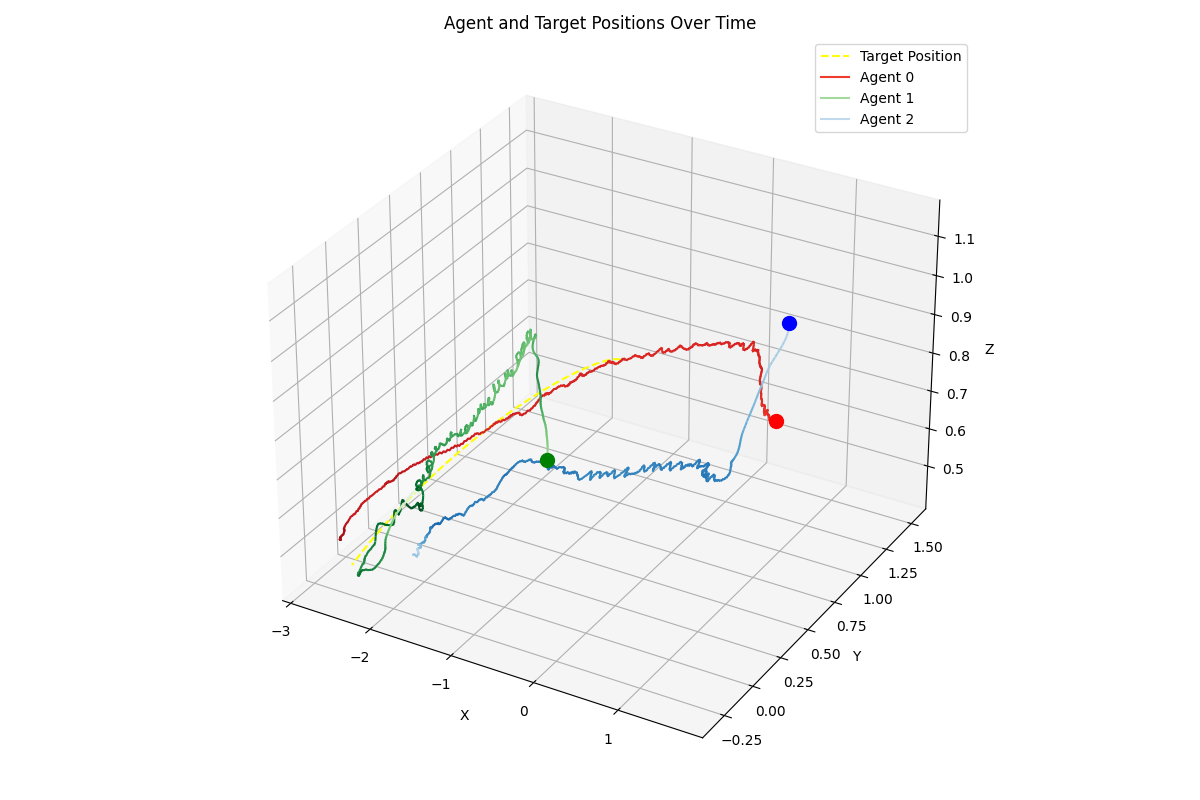 Agent and Target Positions Over Time
Target Position
Agent 0
Agent 1
Agent 2
1.1
1.0
0.9
0.8
0.7
0.6
0.5
Z
1.50
1.25
1.00
0.75
0.50
0.25
0.00
−0.25
Y
−3
−2
−1
0
1
X